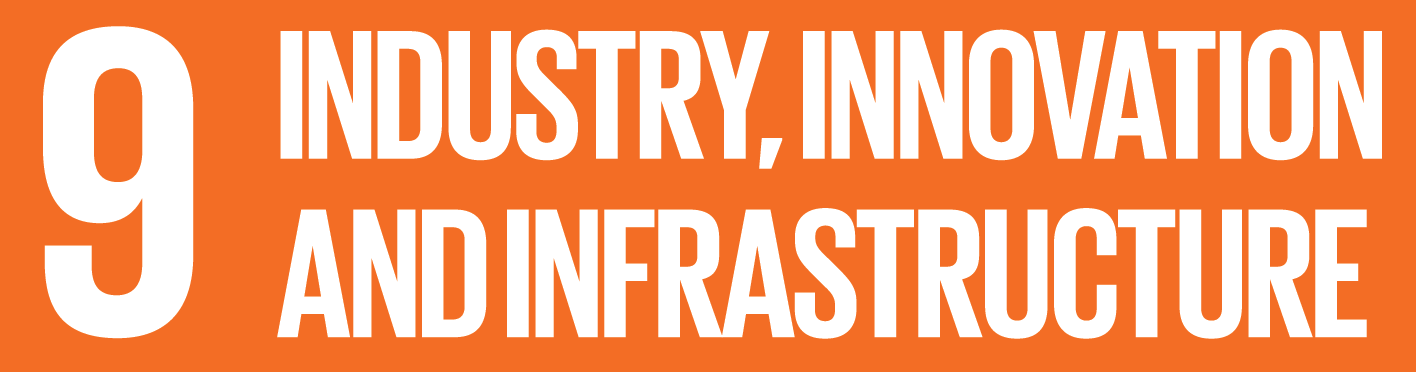 9 INDUSTRY, INNOVATION
AND INFRASTRUCTURE